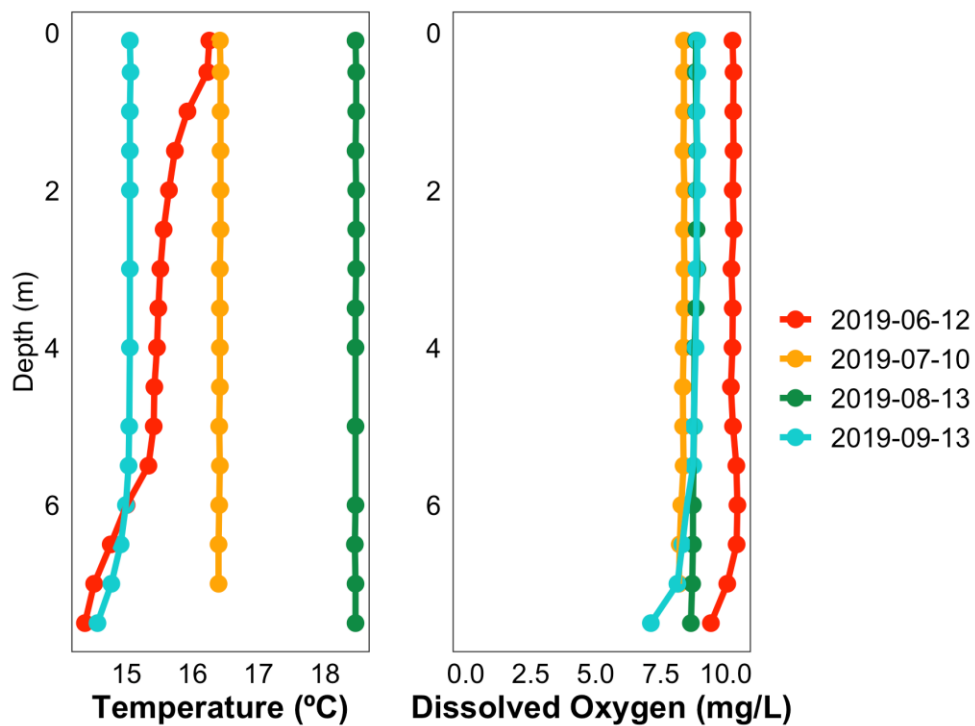 0
2
4
6
Depth (m)
15 16 17 18
Temperature (ºC)
0.0 2.5 5.0 7.5 10.0
Dissolved Oxygen (mg/L)
2019-06-12
2019-07-10
2019-08-13
2019-09-13
0
2
4
6